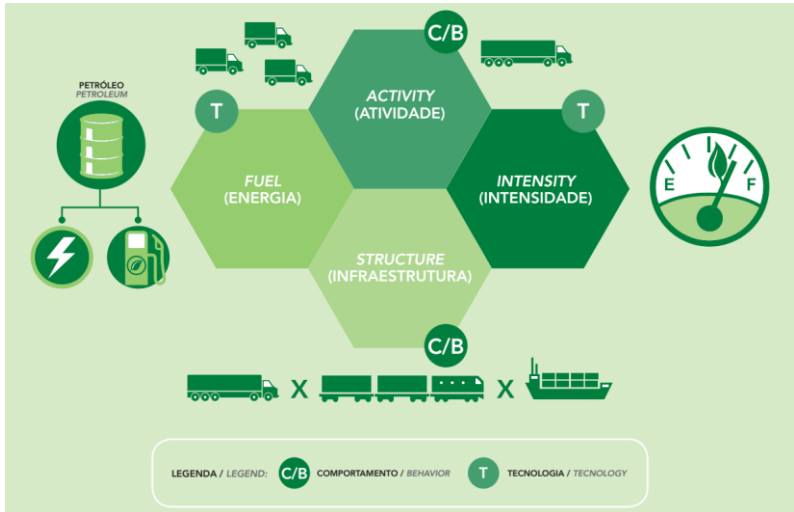 C/B
PETRÓLEO
PETROLEUM
ACTIVITY
(ATIVIDADE)
T
T
FUEL
(ENERGIA)
INTENSITY
(INTENSIDADE)
E
F
STRUCTURE
(INFRAESTRUTURA)
C/B
X
X
LEGENDA / LEGEND:
C/B
COMPORTAMENTO / BEHAVIOR
T
TECNOLOGIA / TECNOLOGY